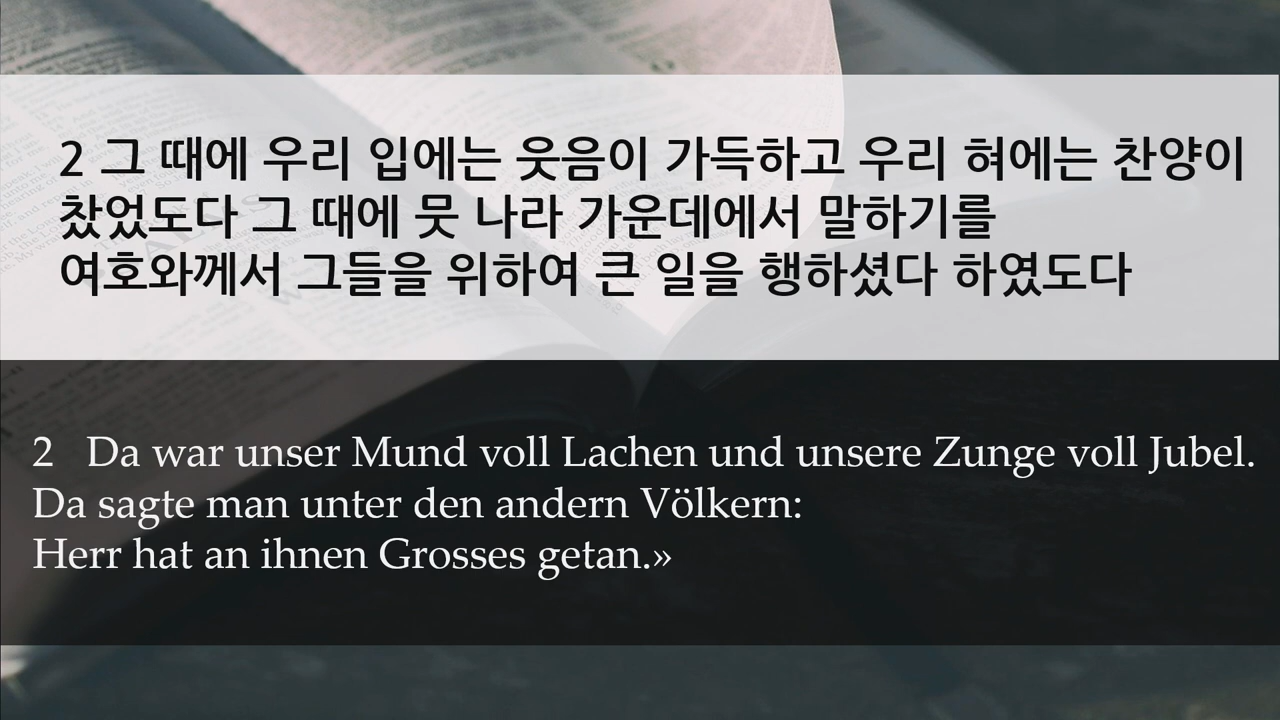 2 그 때에 우리 입에는 웃음이 가득하고 우리 혀에는 찬양이
찼었도다 그 때에 뭇 나라 가운데에서 말하기를
여호와께서 그들을 위하여 큰 일을 행하셨다 하였도다
2 Da war unser Mund voll Lachen und unsere Zunge voll Jubel.
Da sagte man unter den andern Völkern:
Herr hat an ihnen Grosses getan.»